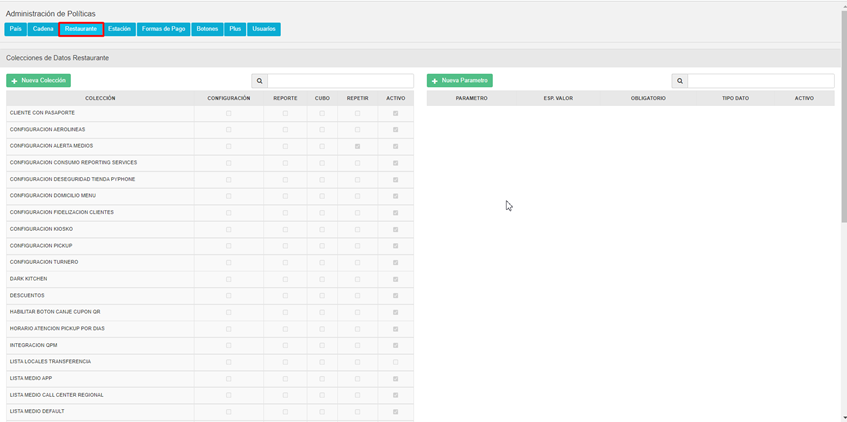 Administración de Políticas
País Cadena Restaurante Estación Formas de Pago Botones Plus Usuarios
Colecciones de Datos Restaurante
+ Nueva Colección
COLECCIÓN CONFIGURACIÓN REPORTE CUBO REPETIR ACTIVO
CLIENTE CON PASAPORTE
CONFIGURACION AEROLINEAS
CONFIGURACION ALERTA MEDIOS
CONFIGURACION CONSUMO REPORTING SERVICES
CONFIGURACION DESEGURIDAD TIENDA PYPHONE
CONFIGURACION DOMICILIO MENU
CONFIGURACION FIDELIZACION CLIENTES
CONFIGURACION KIOSKO
CONFIGURACION PICKUP
CONFIGURACION TURNERO
DARK KITCHEN
DESCUENTOS
HABILITAR BOTON CANJE CUPON QR
HORARIO ATENCION PICKUP POR DIAS
INTEGRACION QPM
LISTA LOCALES TRANSFERENCIA
LISTA MEDIO APP
LISTA MEDIO CALL CENTER REGIONAL
LISTA MEDIO DEFAULT
+ Nueva Parametro
PARAMETRO ESP. VALOR OBLIGATORIO TIPO DATO ACTIVO